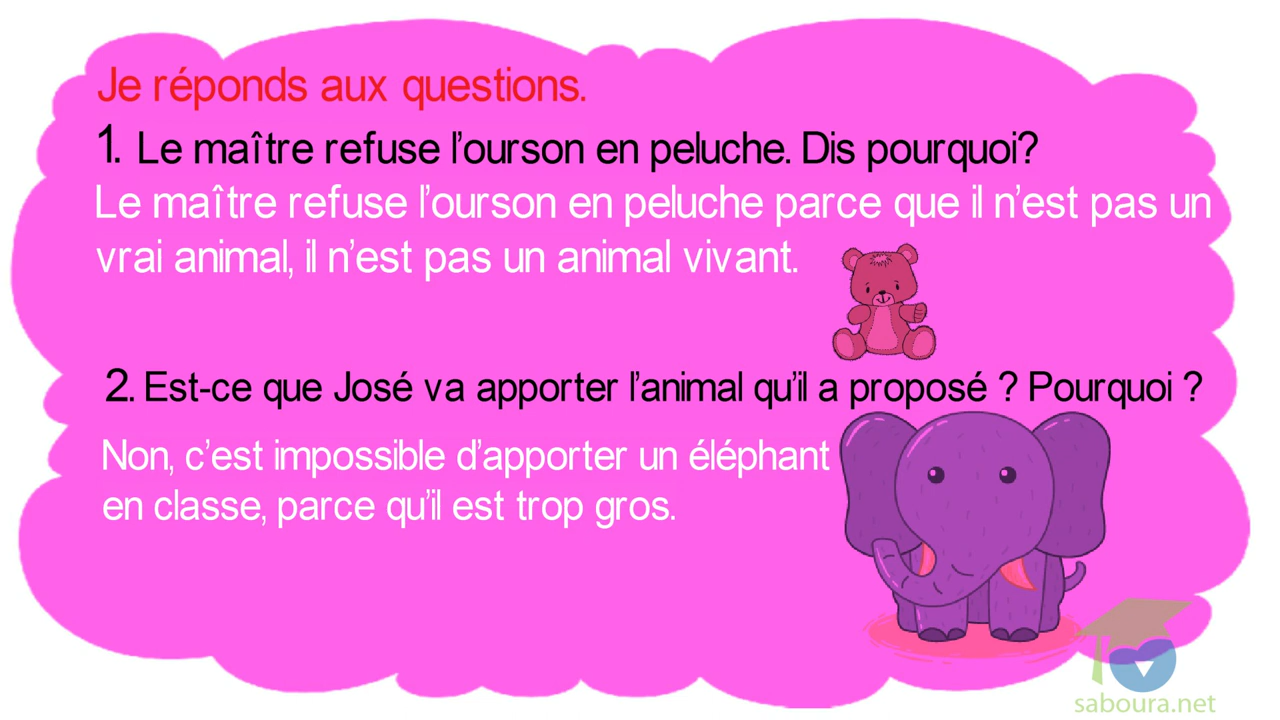 Je réponds aux questions.
1. Le maître refuse l'ourson en peluche. Dis pourquoi?
Le maître refuse l'ourson en peluche parce que il n'est pas un
vrai animal, il n'est pas un animal vivant.
2. Est-ce que José va apporter l'animal qu'il a proposé ? Pourquoi ?
Non, c'est impossible d'apporter un éléphant
en classe, parce qu'il est trop gros.
saboura.net